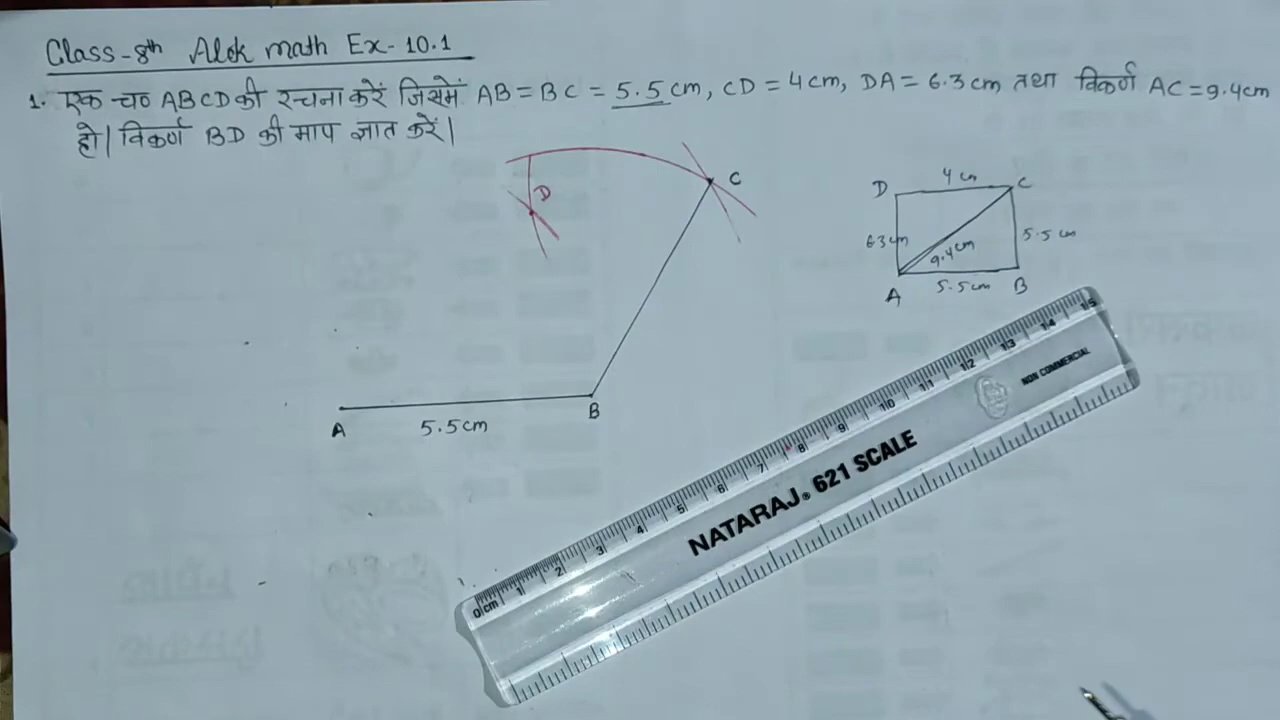 Class-8th Alok math Ex-10.1
1. एक च० ABCD की रचना करें जिसमें AB = BC = 5.5 cm, CD = 4 cm, DA = 6.3 cm तथा विकर्ण AC = 9.4 cm
हो। विकर्ण BD की माप ज्ञात करें।
D
C
A
5.5 cm
B
D
4 cm
C
6.3 cm
9.4 cm
5.5 cm
A
5.5 cm
B
0 cm 1 2 3 4 5 6 7 8 9 10 11 12 13 14 15
NON COMMERCIAL
NATARAJ® 621 SCALE